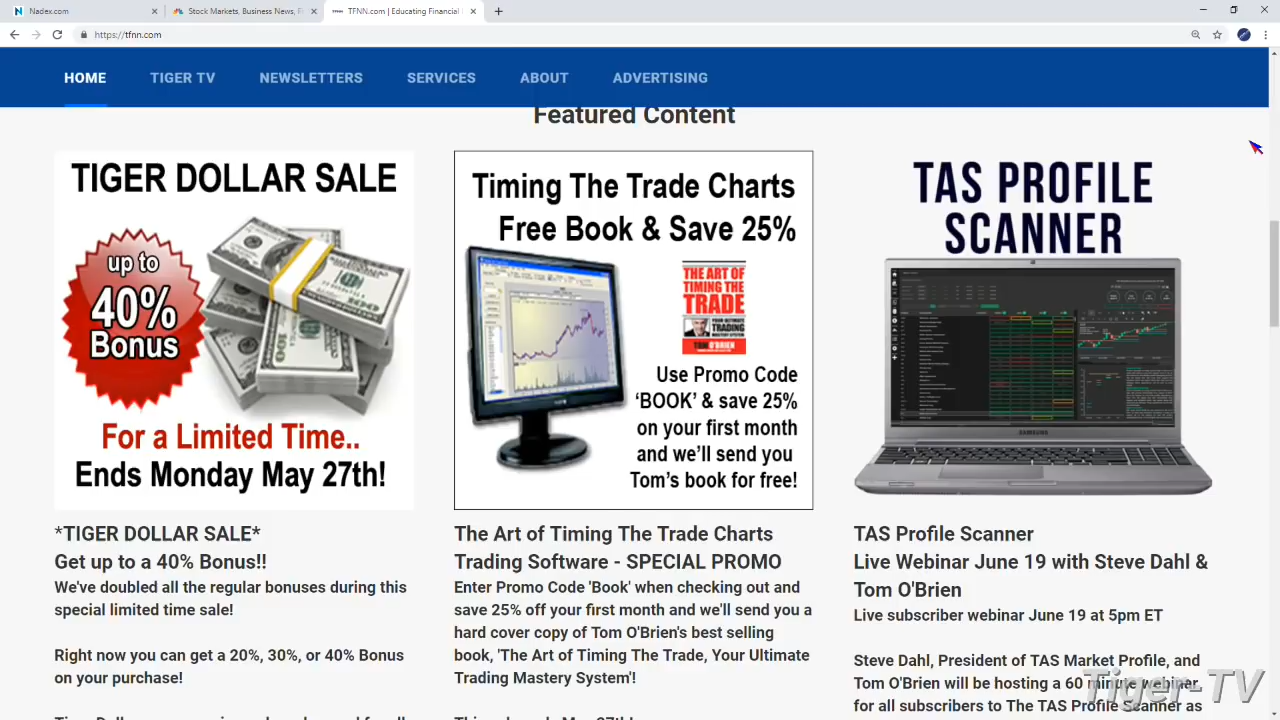 Nadex.com
Stock Markets, Business News, F
TFNN.com | Educating Financial
https://tfnn.com
HOME
TIGER TV
NEWSLETTERS
SERVICES
ABOUT
ADVERTISING
Featured Content
TIGER DOLLAR SALE
up to
40%
Bonus
For a Limited Time..
Ends Monday May 27th!
*TIGER DOLLAR SALE*
Get up to a 40% Bonus!!
We've doubled all the regular bonuses during this
special limited time sale!
Right now you can get a 20%, 30%, or 40% Bonus
on your purchase!
Timing The Trade Charts
Free Book & Save 25%
THE ART OF
TIMING THE
TRADE
YOUR ULTIMATE
TRADING
MASTERY
SYSTEM
TOM O'BRIEN
Use Promo Code
‘BOOK’ & save 25%
on your first month
and we’ll send you
Tom’s book for free!
The Art of Timing The Trade Charts
Trading Software - SPECIAL PROMO
Enter Promo Code 'Book' when checking out and
save 25% off your first month and we'll send you a
hard cover copy of Tom O'Brien's best selling
book, 'The Art of Timing The Trade, Your Ultimate
Trading Mastery System'!
TAS PROFILE
SCANNER
SAMSUNG
TAS Profile Scanner
Live Webinar June 19 with Steve Dahl &
Tom O'Brien
Live subscriber webinar June 19 at 5pm ET
Steve Dahl, President of TAS Market Profile, and
Tom O'Brien will be hosting a 60 minute webinar
for all subscribers to The TAS Profile Scanner as
Tiger-TV